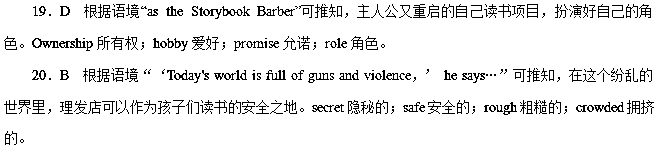 19．D　根据语境“as the Storybook Barber”可推知，主人公又重启的自己读书项目，扮演好自己的角
色。Ownership 所有权；hobby 爱好；promise 允诺；role 角色。
20．B　根据语境“‘Today's world is full of guns and violence，’ he says…”可推知，在这个纷乱的
世界里，理发店可以作为孩子们读书的安全之地。secret 隐秘的；safe 安全的；rough 粗糙的；crowded 拥挤
的。